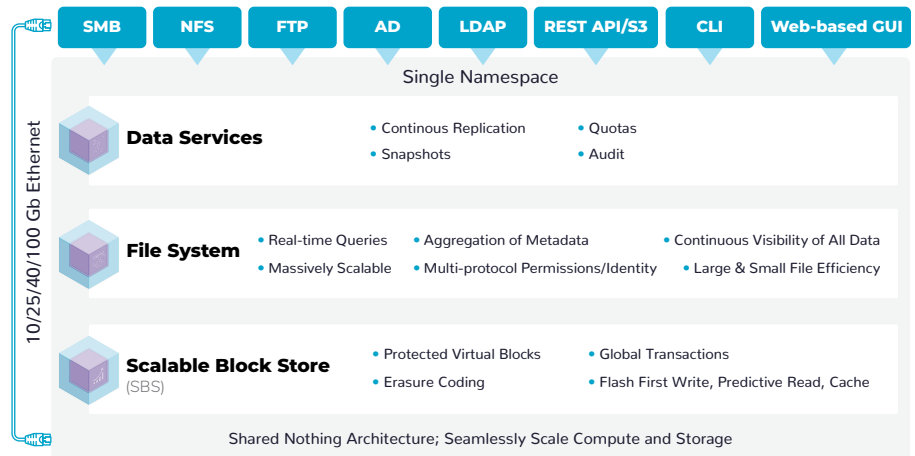 SMB NFS FTP AD LDAP REST API/S3 CLI Web-based GUI
Single Namespace
10/25/40/100 Gb Ethernet
Data Services
• Continous Replication • Quotas
• Snapshots • Audit
File System
• Real-time Queries • Aggregation of Metadata • Continuous Visibility of All Data
• Massively Scalable • Multi-protocol Permissions/Identity • Large & Small File Efficiency
Scalable Block Store
(SBS)
• Protected Virtual Blocks • Global Transactions
• Erasure Coding • Flash First Write, Predictive Read, Cache
Shared Nothing Architecture; Seamlessly Scale Compute and Storage